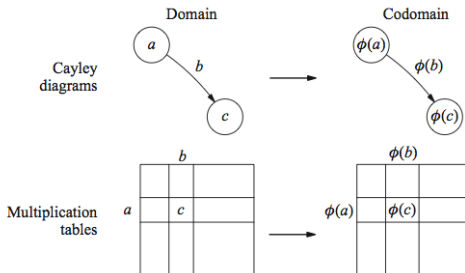 Domain
Codomain
Cayley
diagrams
a
b
c
ϕ(a)
ϕ(b)
ϕ(c)
Multiplication
tables
b
a
c
ϕ(b)
ϕ(a)
ϕ(c)